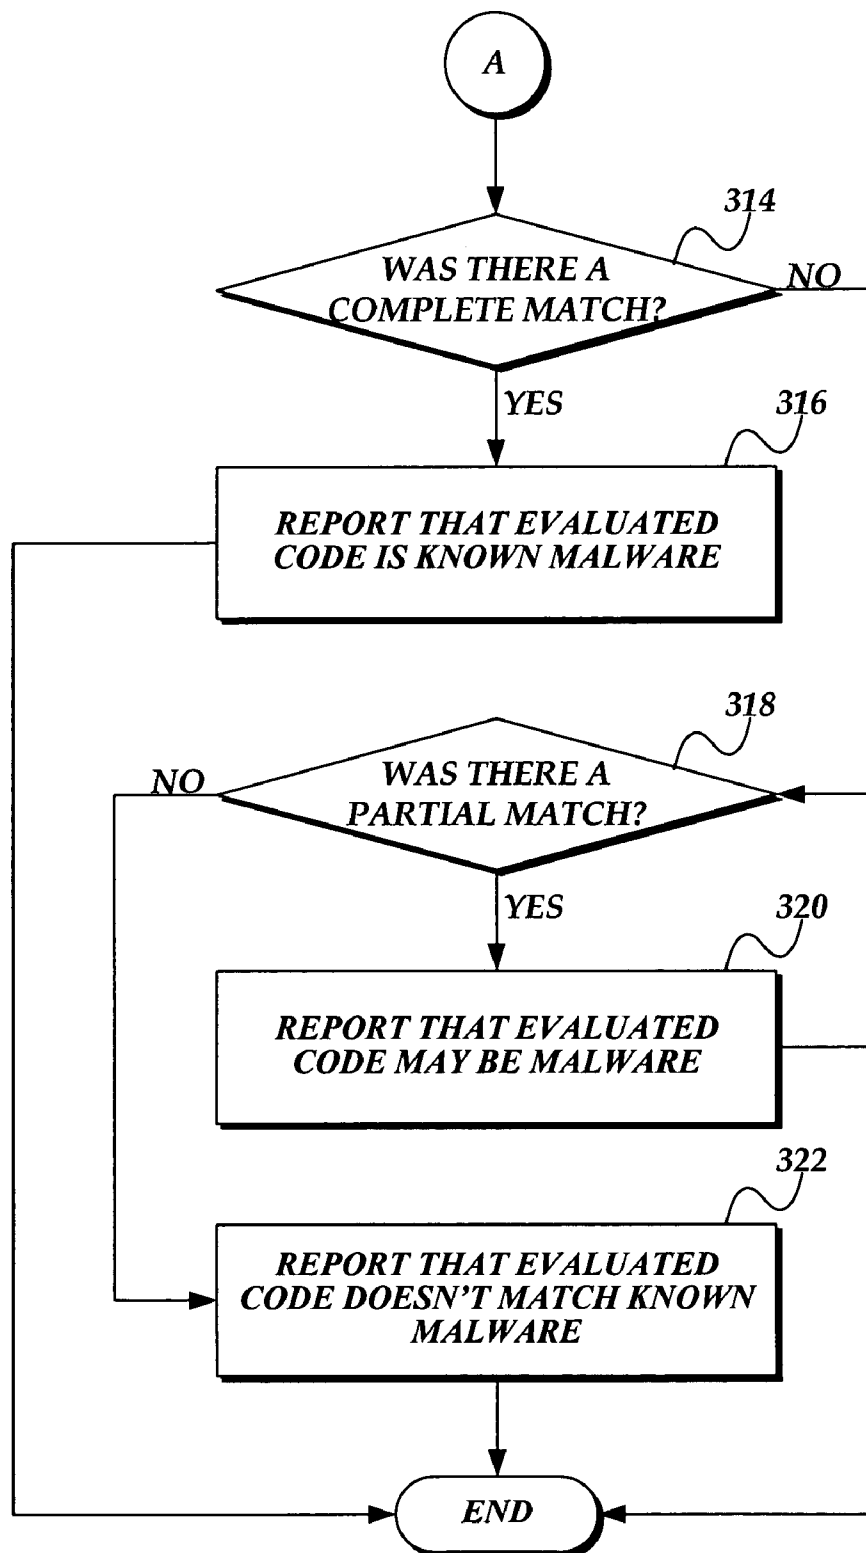 A
314
WAS THERE A
COMPLETE MATCH?
NO
YES
316
REPORT THAT EVALUATED
CODE IS KNOWN MALWARE
318
NO
WAS THERE A
PARTIAL MATCH?
YES
320
REPORT THAT EVALUATED
CODE MAY BE MALWARE
322
REPORT THAT EVALUATED
CODE DOESN'T MATCH KNOWN
MALWARE
END